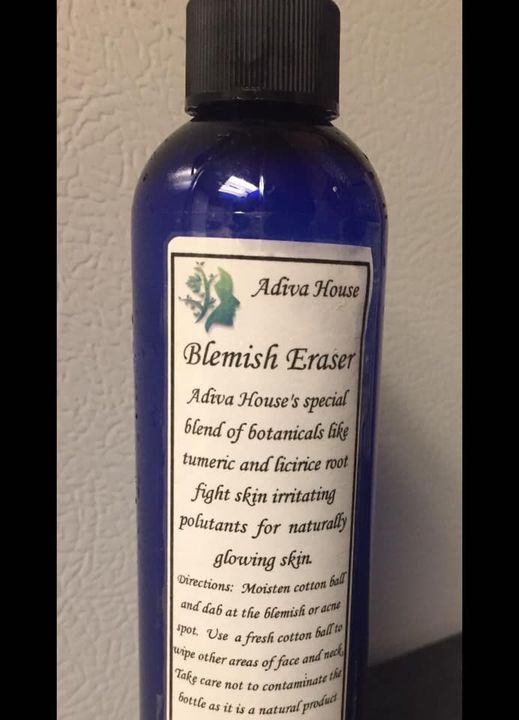 Adiva House
Blemish Eraser
Adiva House's special
blend of botanicals like
tumeric and licirice root
fight skin irritating
polutants for naturally
glowing skin.
Directions: Moisten cotton ball
and dab at the blemish or acne
spot. Use a fresh cotton ball to
wipe other areas of face and neck.
Take care not to contaminate the
bottle as it is a natural product